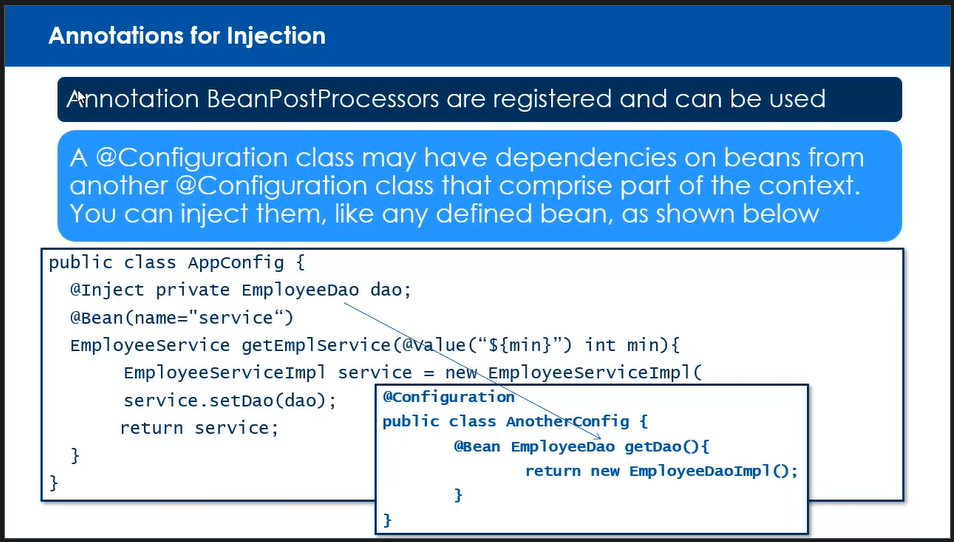 Annotations for Injection
Annotation BeanPostProcessors are registered and can be used
A @Configuration class may have dependencies on beans from
another @Configuration class that comprise part of the context.
You can inject them, like any defined bean, as shown below
public class AppConfig {
@Inject private EmployeeDao dao;
@Bean(name="service“)
EmployeeService getEmplService(@Value(“${min}”) int min){
EmployeeServiceImpl service = new EmployeeServiceImpl(
service.setDao(dao);
return service;
}
}
@Configuration
public class AnotherConfig {
@Bean EmployeeDao getDao(){
return new EmployeeDaoImpl();
}
}